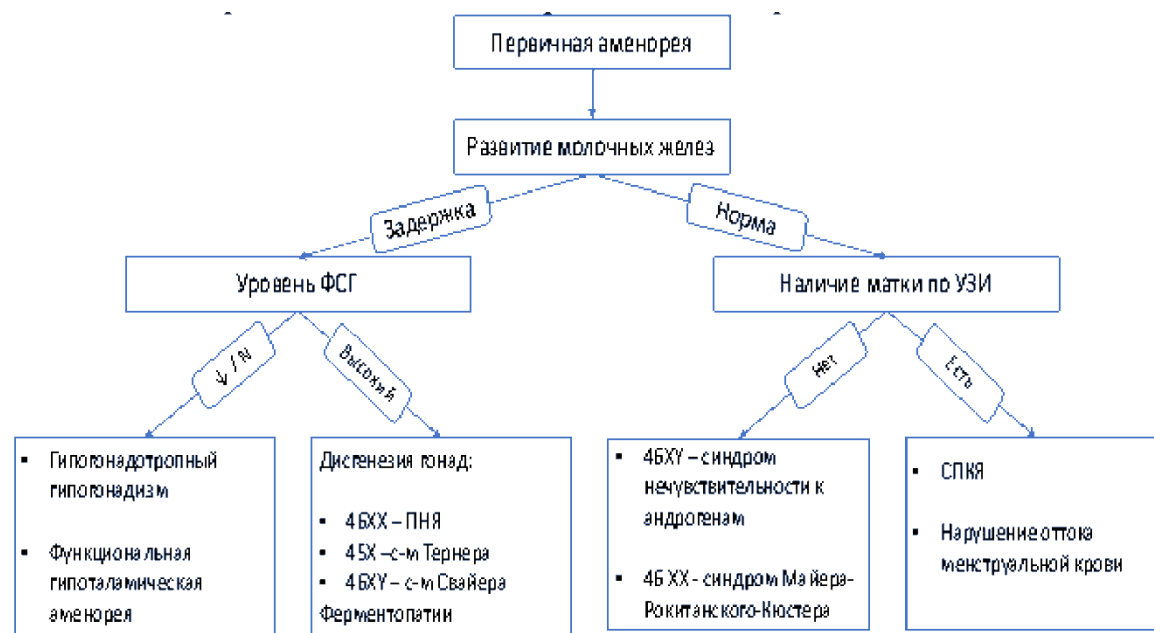 Первичная аменорея
Развитие молочных желез
Задержка
Норма
Уровень ФСГ
Наличие матки по УЗИ
↓ / N
Высокий
Нет
Есть
▪ Гипогонадотропный
гипогонадизм
▪ Функциональная
гипоталамическая
аменорея
Дисгенезия гонад:
▪ 46XX – ПНЯ
▪ 45X –с-м Тернера
▪ 46XY – с-м Свайера
Ферментопатии
▪ 46XY – синдром
нечувствительности к
андрогенам
▪ 46 XX - синдром Майера-
Рокитанского-Кюстера
▪ СПКЯ
▪ Нарушение оттока
менструальной крови